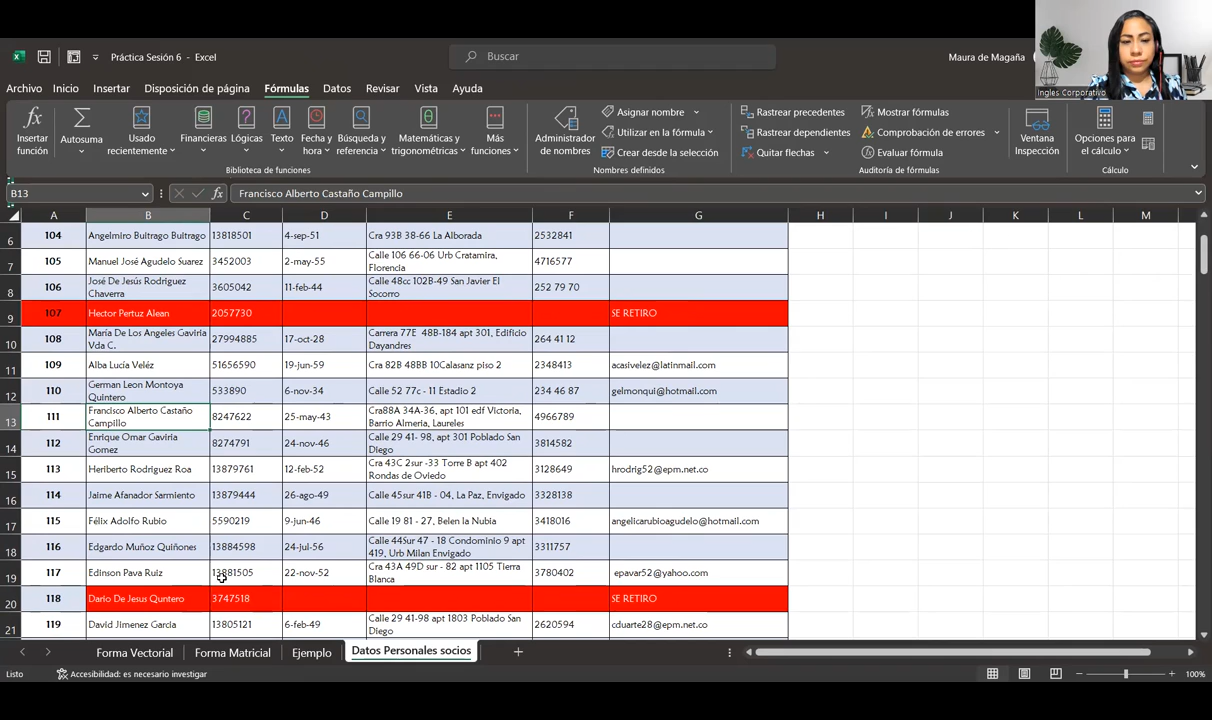 Práctica Sesión 6 - Excel
Buscar
Maura de Magaña
Ingles Corporativo
Archivo Inicio Insertar Disposición de página Fórmulas Datos Revisar Vista Ayuda
Insertar función
Autosuma
Usado recientemente
Financieras
Lógicas
Texto
Fecha y hora
Búsqueda y referencia
Matemáticas y trigonométricas
Más funciones
Biblioteca de funciones
Administrador de nombres
Asignar nombre
Utilizar en la fórmula
Crear desde la selección
Nombres definidos
Rastrear precedentes
Rastrear dependientes
Quitar flechas
Mostrar fórmulas
Comprobación de errores
Evaluar fórmula
Auditoría de fórmulas
Ventana Inspección
Opciones para el cálculo
Cálculo
B13 fx Francisco Alberto Castaño Campillo
A B C D E F G H I J K L M
6 104 Angelmiro Buitrago Buitrago 13818501 4-sep-51 Cra 93B 38-66 La Alborada 2532841
7 105 Manuel José Agudelo Suarez 3452003 2-may-55 Calle 106 66-06 Urb Cratamira, Florencia 4716577
8 106 José De Jesús Rodriguez Chaverra 3605042 11-feb-44 Calle 48cc 102B-49 San Javier El Socorro 252 79 70
9 107 Hector Pertuz Alean 2057730 SE RETIRO
10 108 María De Los Angeles Gaviria Vda C. 27994885 17-oct-28 Carrera 77E 48B-184 apt 301, Edificio Dayandres 264 41 12
11 109 Alba Lucía Veléz 51656590 19-jun-59 Cra 82B 48BB 10Calasanz piso 2 2348413 acasivelez@latinmail.com
12 110 German Leon Montoya Quintero 533890 6-nov-34 Calle 52 77c - 11 Estadio 2 234 46 87 gelmonqui@hotmail.com
13 111 Francisco Alberto Castaño Campillo 8247622 25-may-43 Cra88A 34A-36, apt 101 edf Victoria, Barrio Almeria, Laureles 4966789
14 112 Enrique Omar Gaviria Gomez 8274791 24-nov-46 Calle 29 41- 98, apt 301 Poblado San Diego 3814582
15 113 Heriberto Rodriguez Roa 13879761 12-feb-52 Cra 43C 2sur -33 Torre B apt 402 Rondas de Oviedo 3128649 hrodrig52@epm.net.co
16 114 Jaime Afanador Sarmiento 13879444 26-ago-49 Calle 45sur 41B - 04, La Paz, Envigado 3328138
17 115 Félix Adolfo Rubio 5590219 9-jun-46 Calle 19 81 - 27, Belen la Nubia 3418016 angelicarubioagudelo@hotmail.com
18 116 Edgardo Muñoz Quiñones 13884598 24-jul-56 Calle 44Sur 47 - 18 Condominio 9 apt 419, Urb Milan Envigado 3311757
19 117 Edinson Pava Ruiz 13881505 22-nov-52 Cra 43A 49D sur - 82 apt 1105 Tierra Blanca 3780402 epavar52@yahoo.com
20 118 Dario De Jesus Quntero 3747518 SE RETIRO
21 119 David Jimenez Garcia 13805121 6-feb-49 Calle 29 41-98 apt 1803 Poblado San Diego 2620594 cduarte28@epm.net.co
Forma Vectorial Forma Matricial Ejemplo Datos Personales socios
Listo Accesibilidad: es necesario investigar 100%